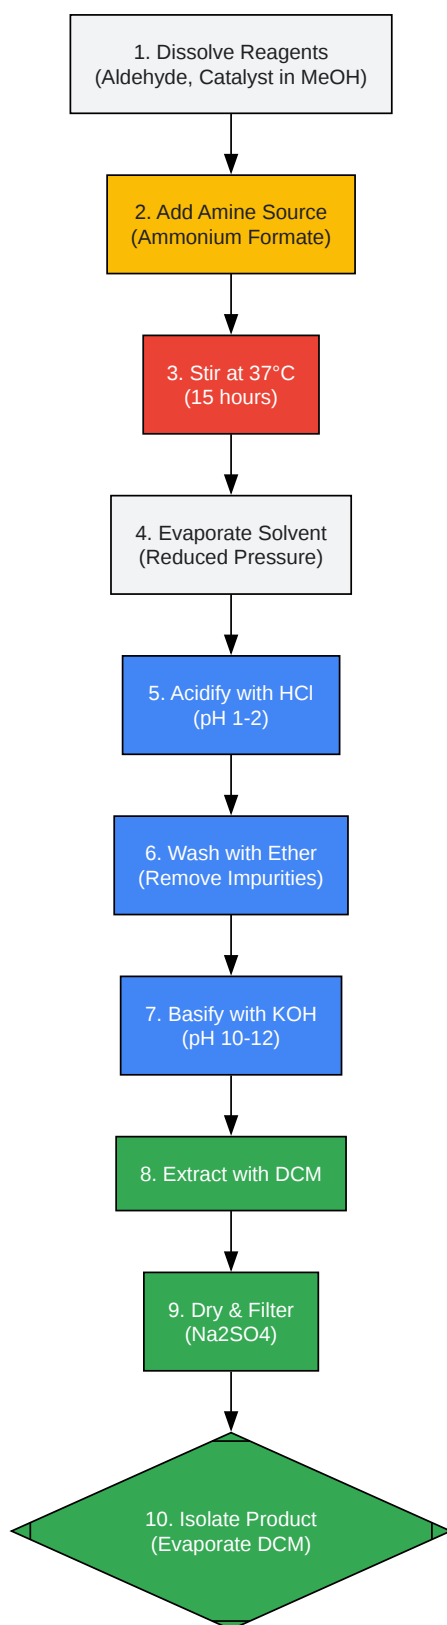 1. Dissolve Reagents
(Aldehyde, Catalyst in MeOH)
2. Add Amine Source
(Ammonium Formate)
3. Stir at 37°C
(15 hours)
4. Evaporate Solvent
(Reduced Pressure)
5. Acidify with HCl
(pH 1-2)
6. Wash with Ether
(Remove Impurities)
7. Basify with KOH
(pH 10-12)
8. Extract with DCM
9. Dry & Filter
(Na2SO4)
10. Isolate Product
(Evaporate DCM)